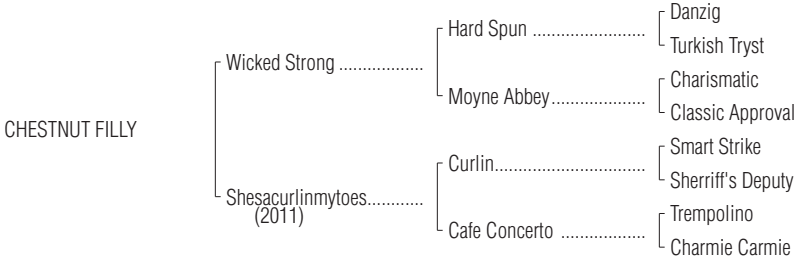 Danzig
Hard Spun ........................
Turkish Tryst
Wicked Strong ..................
Charismatic
Moyne Abbey....................
Classic Approval
CHESTNUT FILLY
Smart Strike
Curlin................................
Sherriff's Deputy
Shesacurlinmytoes............
(2011)
Trempolino
Cafe Concerto ..................
Charmie Carmie